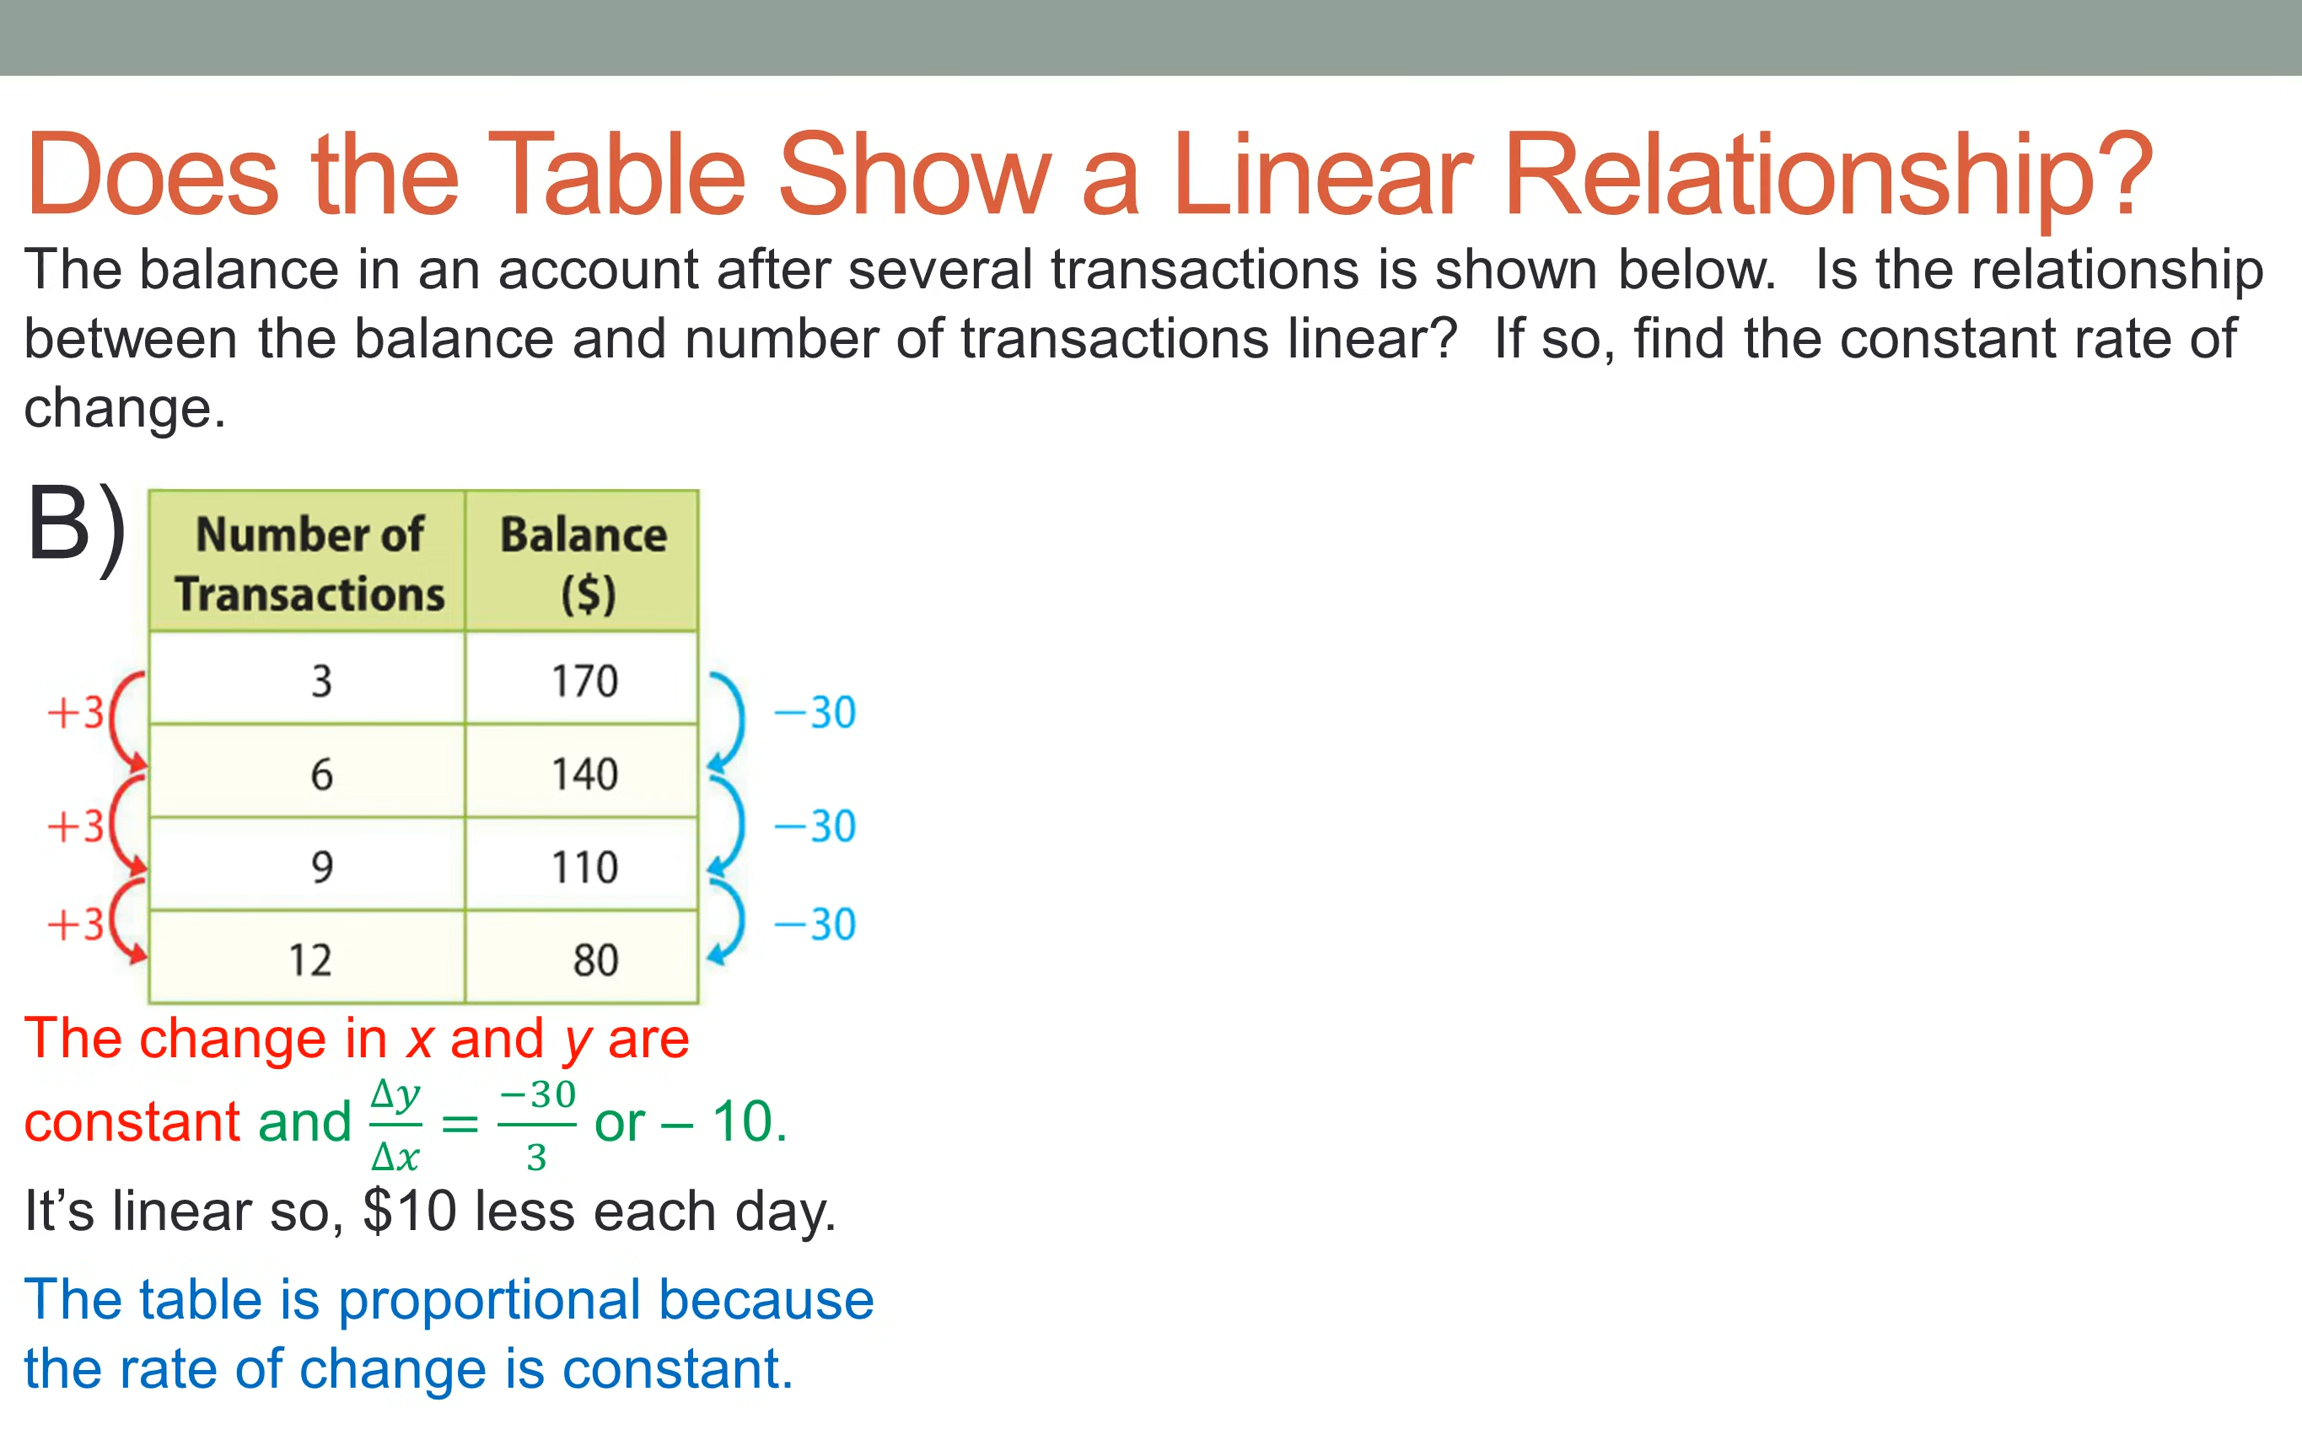 Does the Table Show a Linear Relationship?
The balance in an account after several transactions is shown below.  Is the relationship
between the balance and number of transactions linear?  If so, find the constant rate of
change.
B)
Number of Transactions | Balance ($)
3 | 170
6 | 140
9 | 110
12 | 80
+3
+3
+3
−30
−30
−30
The change in x and y are
constant and Δy/Δx = −30/3 or – 10.
It’s linear so, $10 less each day.
The table is proportional because
the rate of change is constant.